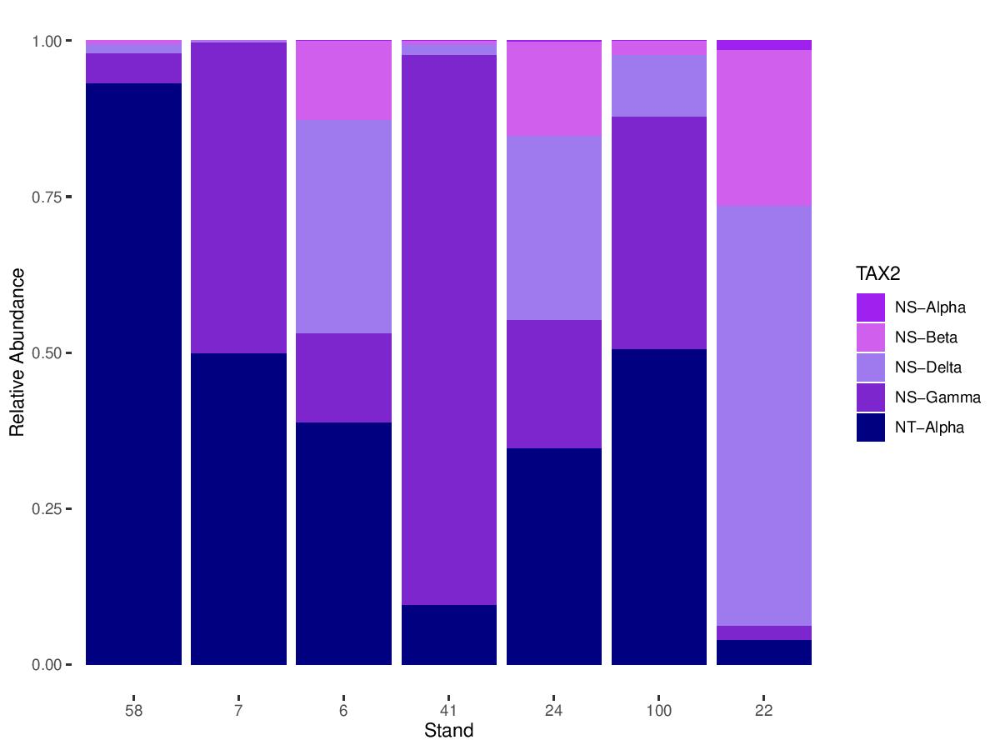 1.00
0.75
0.50
0.25
0.00
Relative Abundance
58 7 6 41 24 100 22
Stand
TAX2
NS−Alpha
NS−Beta
NS−Delta
NS−Gamma
NT−Alpha